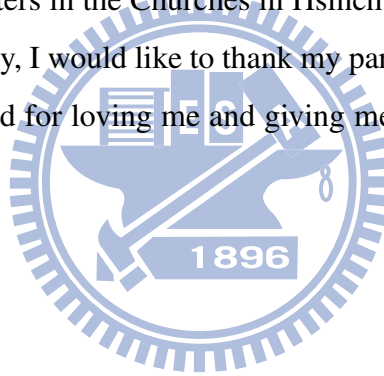 ters in the Churches in Hsinch
y, I would like to thank my par
d for loving me and giving me
E S
1896